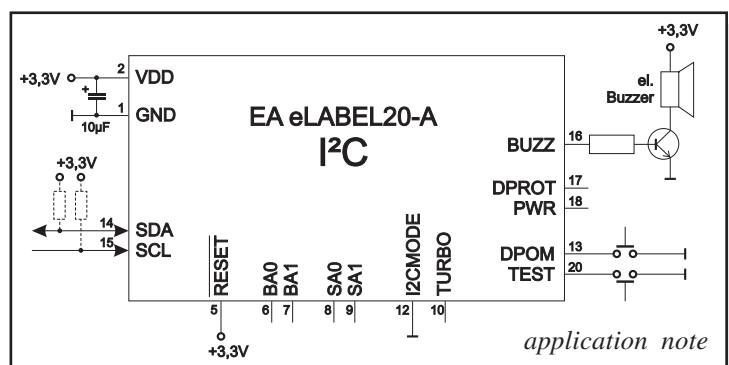 +3,3V
+3,3V
2
VDD
+
10µF
1
GND
EA eLABEL20-A
I²C
el.
Buzzer
BUZZ
16
DPROT
17
PWR
18
+3,3V
14
SDA
15
SCL
DPOM
13
TEST
20
RESET
BA0
BA1
SA0
SA1
I2CMODE
TURBO
5
6
7
8
9
12
10
+3,3V
application note